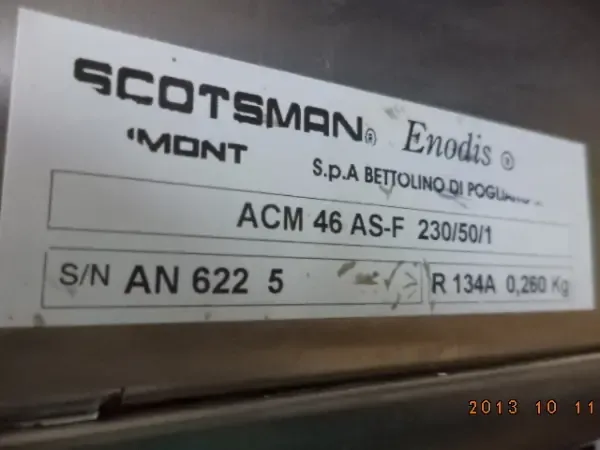 SCOTSMAN® Enodis®
'MONT
S.p.A BETTOLINO DI
ACM 46 AS-F 230/50/1
S/N AN 622 5 R 134A 0,260 Kg
2013 10 11